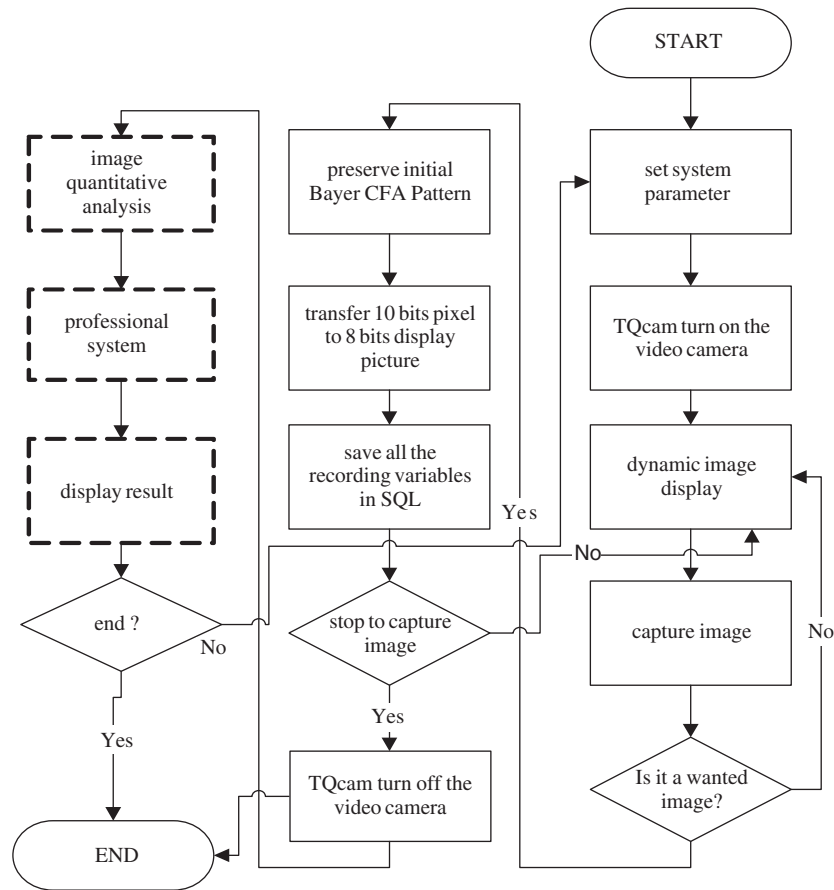 START
set system
parameter
TQcam turn on the
video camera
dynamic image
display
capture image
Is it a wanted
image?
No
Yes
preserve initial
Bayer CFA Pattern
transfer 10 bits pixel
to 8 bits display
picture
save all the
recording variables
in SQL
stop to capture
image
No
Yes
TQcam turn off the
video camera
image
quantitative
analysis
professional
system
display result
end ?
No
Yes
END